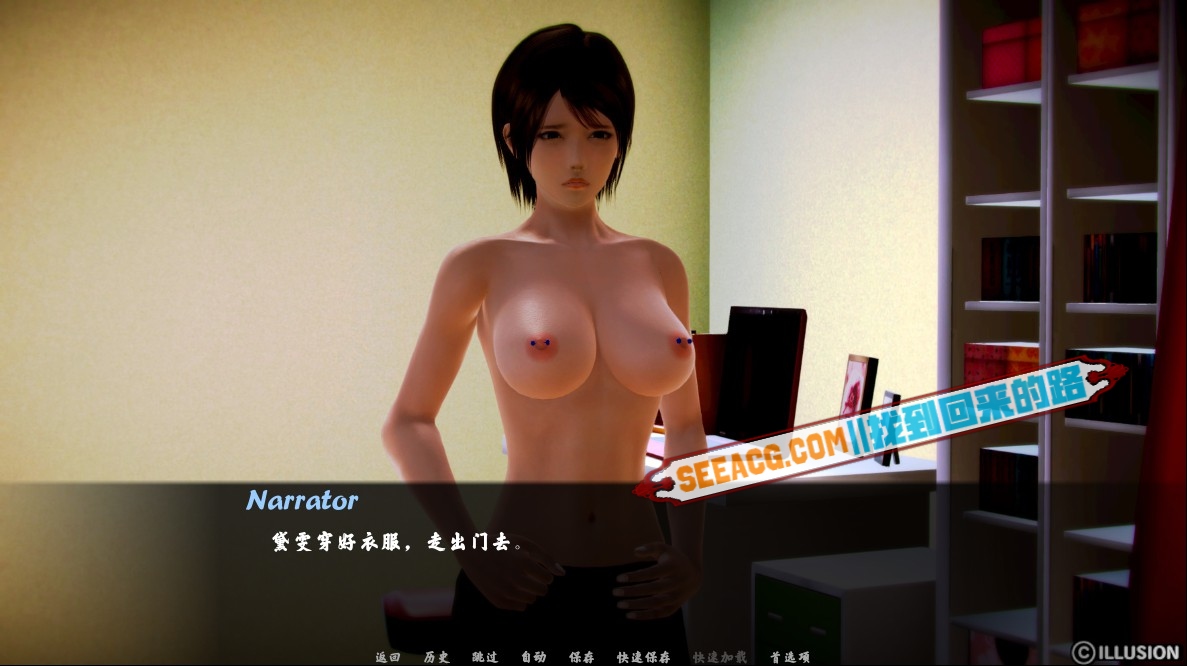 SEEACG.COM||找到回来的路
Narrator
黛雯穿好衣服，走出门去。
返回 历史 跳过 自动 保存 快速保存 快速加载 首选项
©ILLUSION